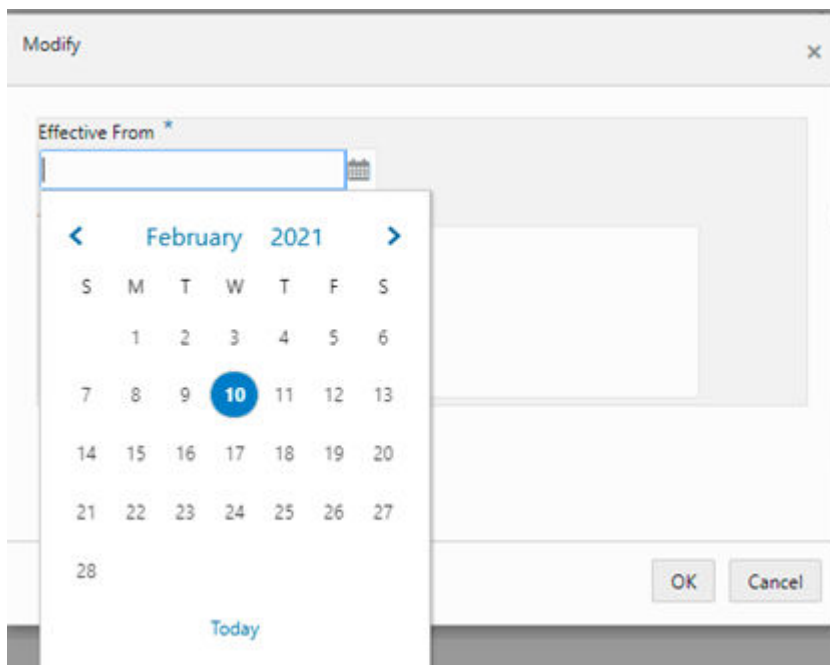 Modify ×
Effective From *
February 2021
S M T W T F S
1 2 3 4 5 6
7 8 9 10 11 12 13
14 15 16 17 18 19 20
21 22 23 24 25 26 27
28
OK Cancel
Today